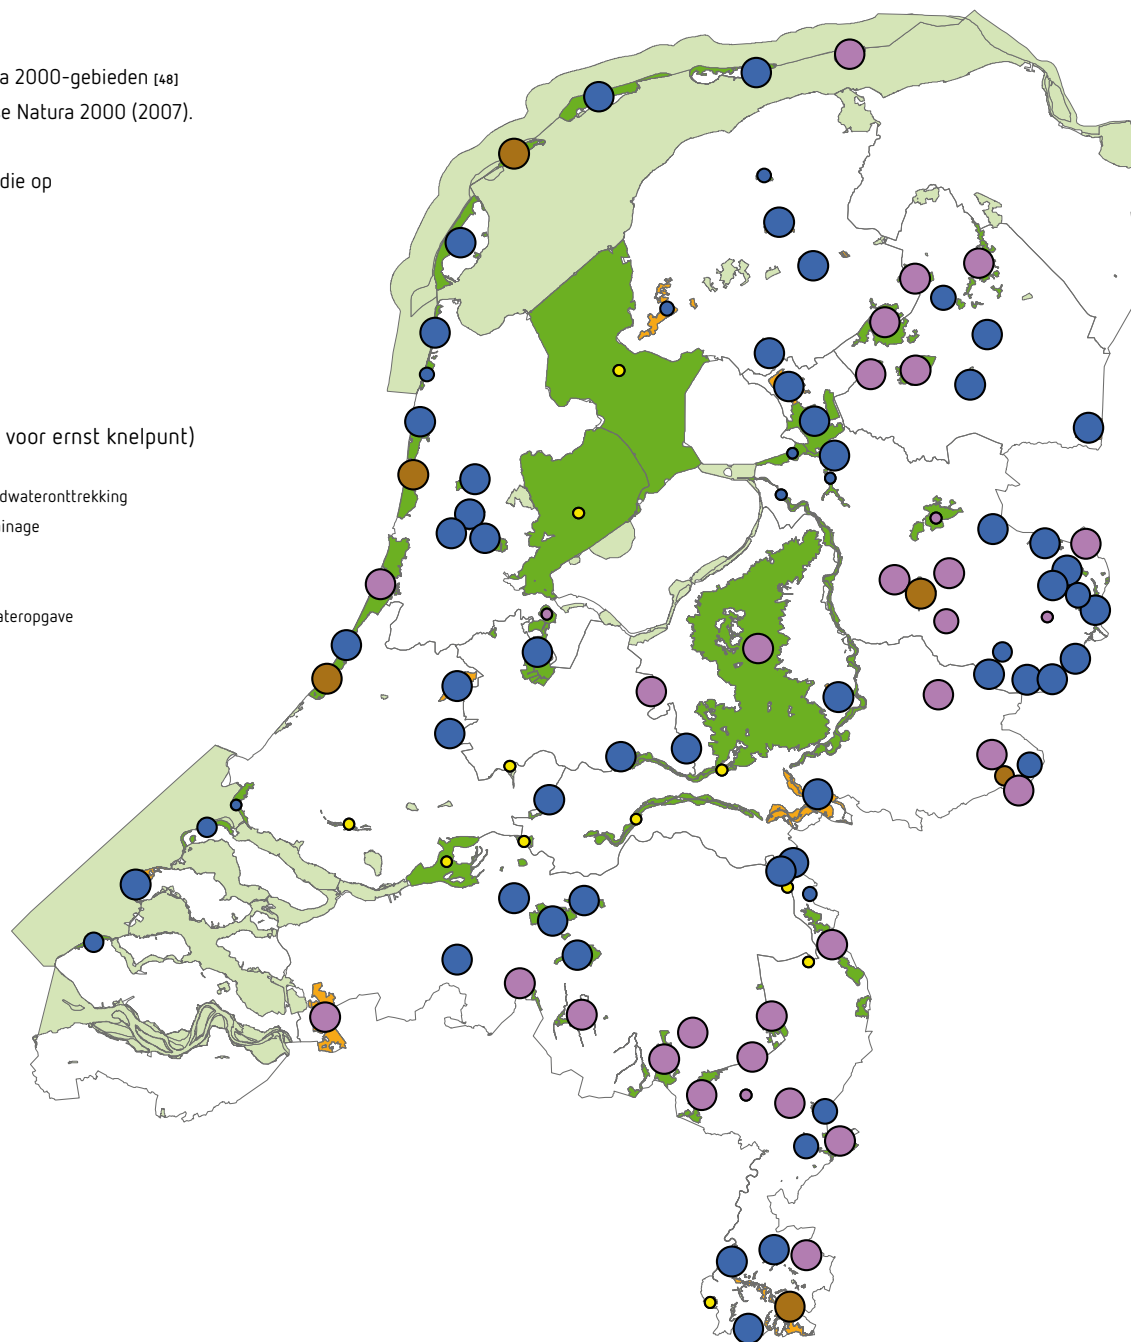 a 2000-gebieden [48]
e Natura 2000 (2007).
die op
voor ernst knelpunt)
dwateronttrekking
inage
ateropgave